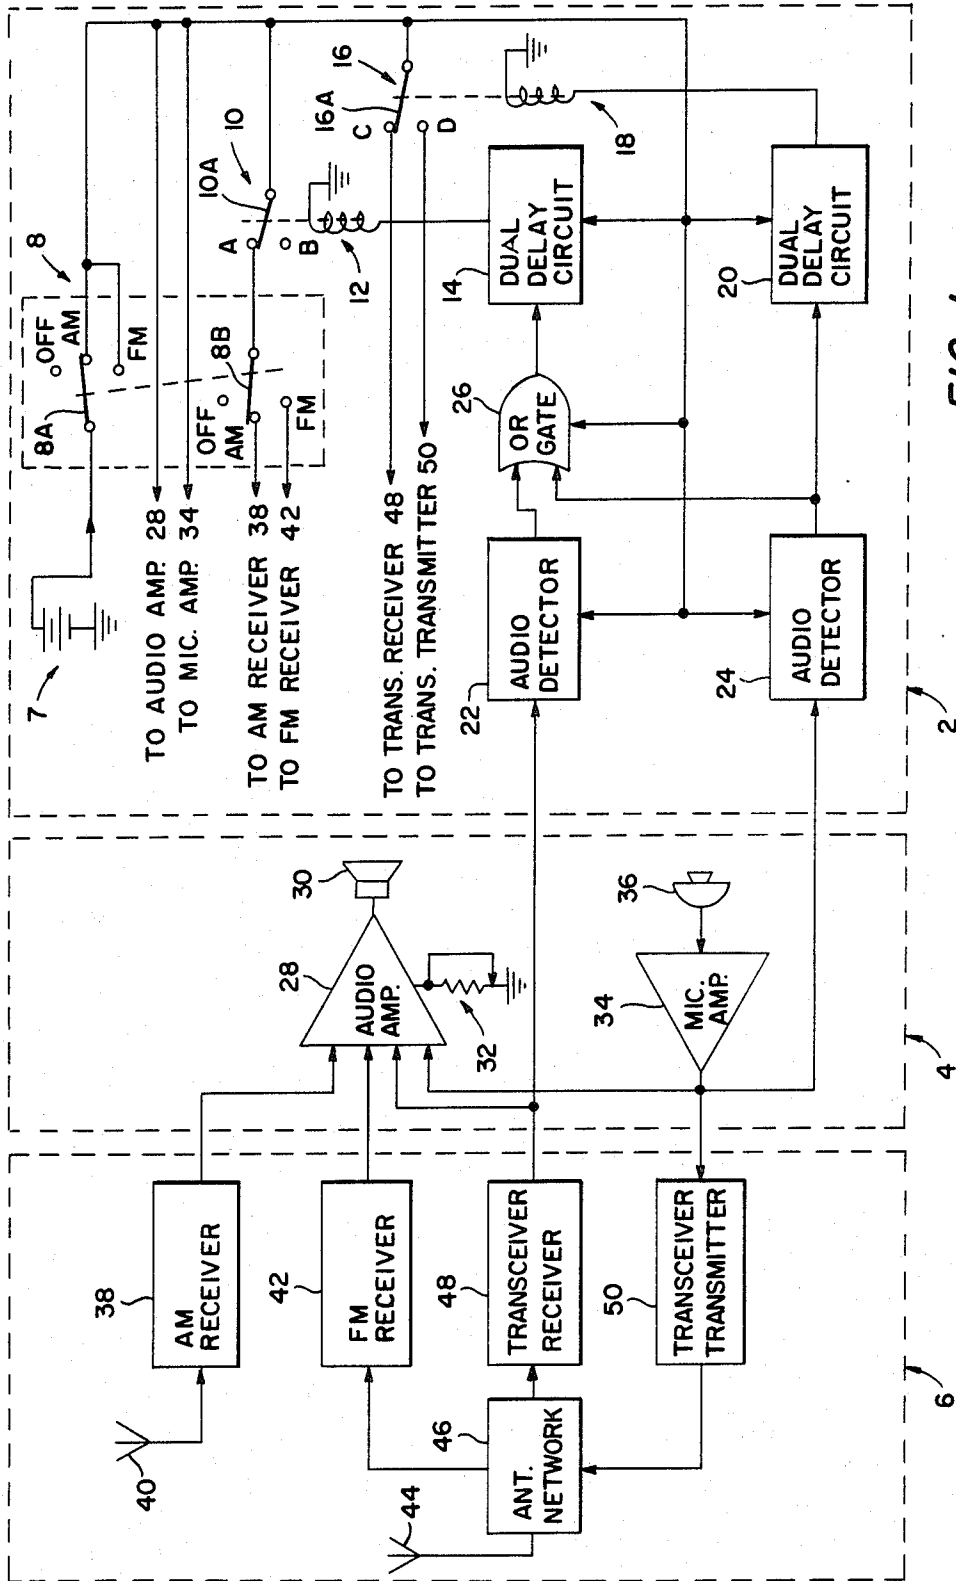 7
8
8A
OFF
AM
FM
8B
OFF
AM
FM
10
10A
A
B
12
16
16A
C
D
18
TO AUDIO AMP. 28
TO MIC. AMP. 34
TO AM RECEIVER 38
TO FM RECEIVER 42
TO TRANS. RECEIVER 48
TO TRANS. TRANSMITTER 50
14
DUAL
DELAY
CIRCUIT
20
DUAL
DELAY
CIRCUIT
26
OR
GATE
22
AUDIO
DETECTOR
24
AUDIO
DETECTOR
2
30
28
AUDIO
AMP.
32
36
34
MIC.
AMP.
4
40
38
AM
RECEIVER
42
FM
RECEIVER
44
46
ANT.
NETWORK
48
TRANSCEIVER
RECEIVER
50
TRANSCEIVER
TRANSMITTER
6